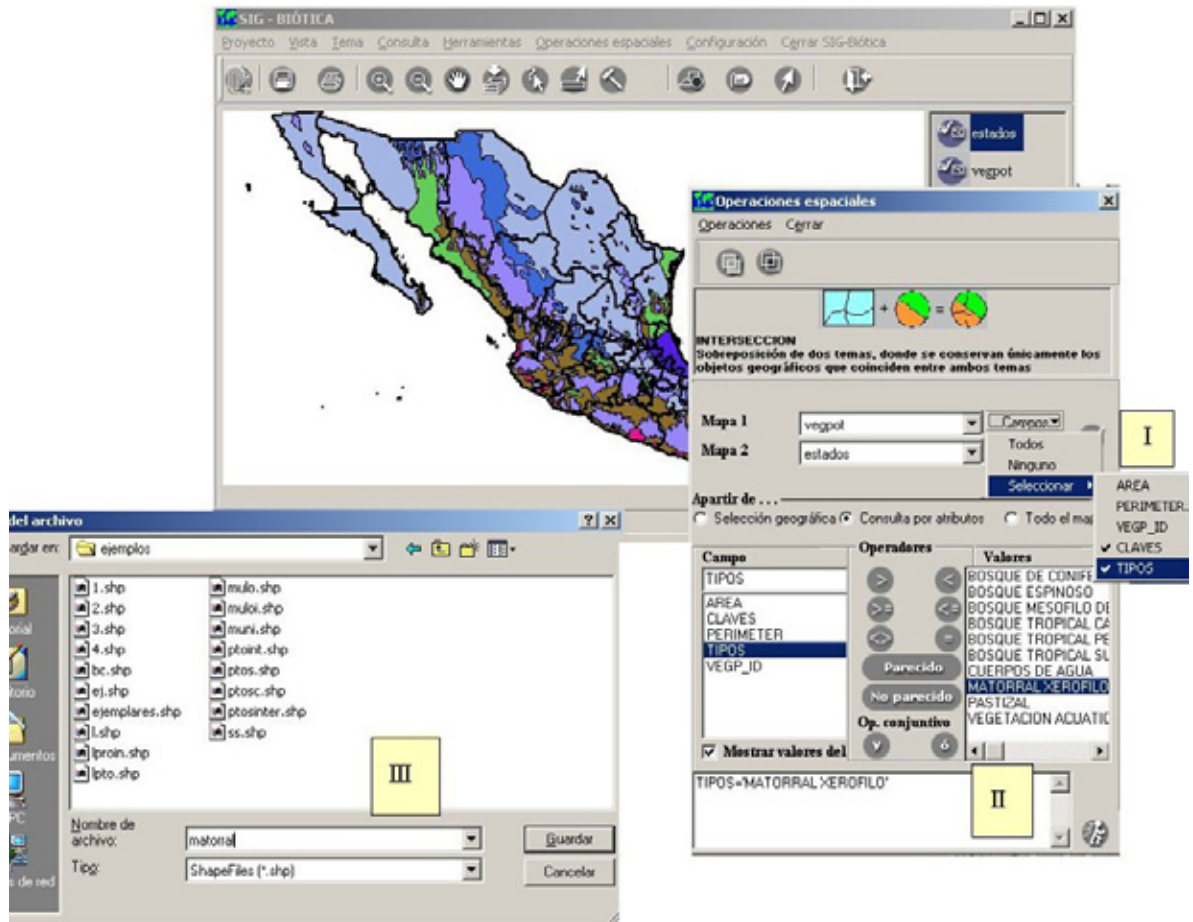 SIG - BIÓTICA
Proyecto Vista Tema Consulta Herramientas Operaciones espaciales Configuración Cerrar SIG-Biótica
estados
vegpot
Operaciones espaciales
Operaciones Cerrar
+ =
INTERSECCION
Sobreposición de dos temas, donde se conservan únicamente los
objetos geográficos que coinciden entre ambos temas
Mapa 1 vegpot Campos
Mapa 2 estados
Todos
Ninguno
Seleccionar
AREA
PERIMETER
VEGP_ID
CLAVES
TIPOS
I
Apartir de . . .
Selección geográfica Consulta por atributos Todo el map
Campo
TIPOS
AREA
CLAVES
PERIMETER
TIPOS
VEGP_ID
Mostrar valores del
Operadores
> <
>= <=
<> =
Parecido
No parecido
Op. conjuntivo
y ó
Valores
BOSQUE DE CONIFE
BOSQUE ESPINOSO
BOSQUE MESOFILO DE
BOSQUE TROPICAL CA
BOSQUE TROPICAL PE
BOSQUE TROPICAL SU
CUERPOS DE AGUA
MATORRAL XEROFILO
PASTIZAL
VEGETACION ACUATIC
TIPOS='MATORRAL XEROFILO'
II
del archivo
ardar en: ejemplos
1.shp
2.shp
3.shp
4.shp
bc.shp
ej.shp
ejemplares.shp
l.shp
lproin.shp
lpto.shp
mulo.shp
muloi.shp
muni.shp
ptoint.shp
ptos.shp
ptosc.shp
ptosinter.shp
ss.shp
III
orial
itorio
umentos
PC
s de red
Nombre de
archivo: matorral Guardar
Tipo: ShapeFiles (*.shp) Cancelar